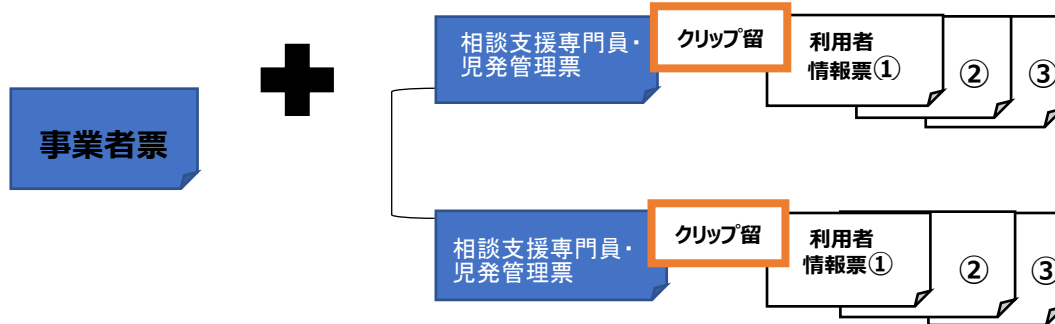 事業者票
相談支援専門員・
児発管理票
クリップ留
利用者
情報票①
②
③
相談支援専門員・
児発管理票
クリップ留
利用者
情報票①
②
③